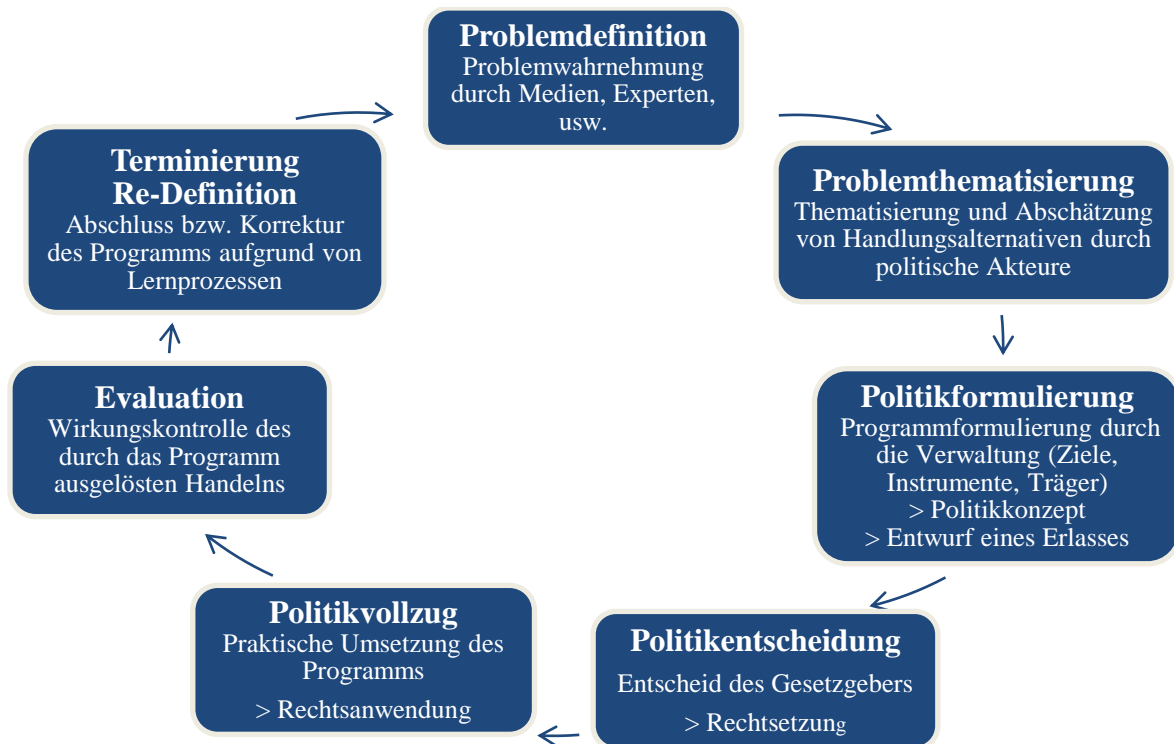 Problemdefinition
Problemwahrnehmung
durch Medien, Experten,
usw.
Problemthematisierung
Thematisierung und Abschätzung
von Handlungsalternativen durch
politische Akteure
Politikformulierung
Programmformulierung durch
die Verwaltung (Ziele,
Instrumente, Träger)
> Politikkonzept
> Entwurf eines Erlasses
Politikentscheidung
Entscheid des Gesetzgebers
> Rechtsetzung
Politikvollzug
Praktische Umsetzung des
Programms
> Rechtsanwendung
Evaluation
Wirkungskontrolle des
durch das Programm
ausgelösten Handelns
Terminierung
Re-Definition
Abschluss bzw. Korrektur
des Programms aufgrund von
Lernprozessen